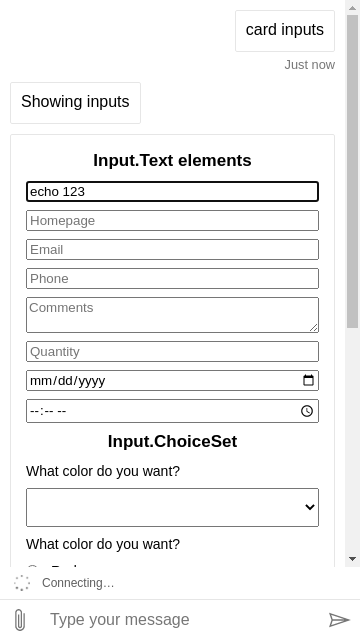 card inputs
Just now
Showing inputs
Input.Text elements
echo 123
Homepage
Email
Phone
Comments
Quantity
mm/dd/yyyy
--:-- --
Input.ChoiceSet
What color do you want?
What color do you want?
Connecting…
Type your message